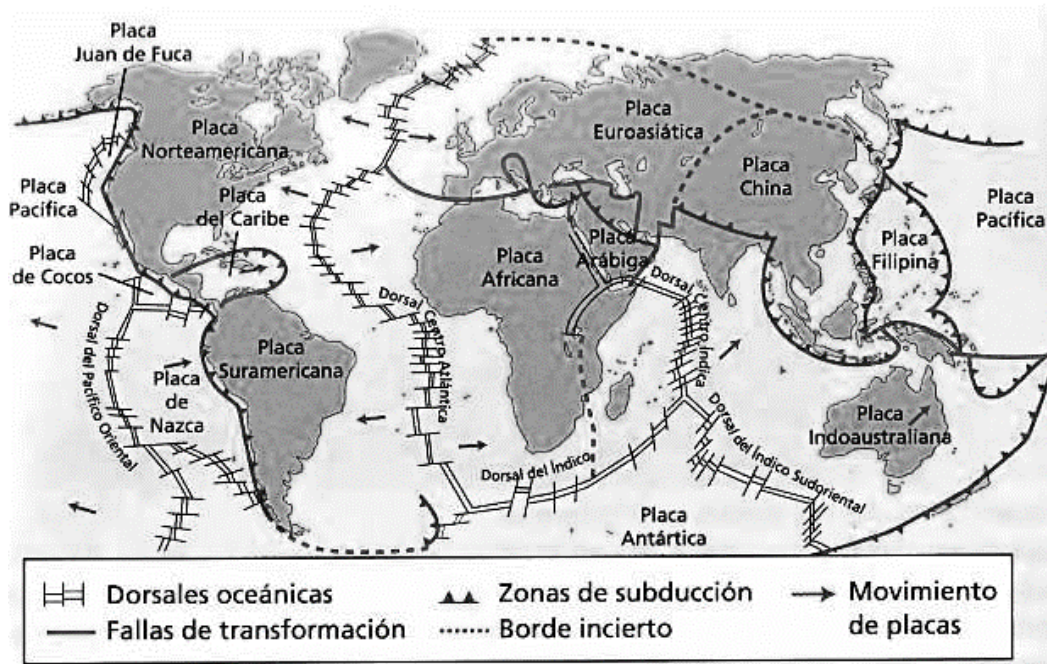 Placa
Juan de Fuca
Placa
Norteamericana
Placa
Euroasiática
Placa
China
Placa
Pacífica
Placa
del Caribe
Placa
Pacífica
Placa
de Cocos
Placa
Africana
Placa
Arábiga
Placa
Filipina
Dorsal del Pacífico Oriental
Placa
de
Nazca
Placa
Suramericana
Dorsal Centro Atlántica
Dorsal Centro Índica
Placa
Indoaustraliana
Dorsal del Índico
Dorsal del Índico Sudoriental
Placa
Antártica
Dorsales oceánicas
Zonas de subducción
Movimiento
de placas
Fallas de transformación
Borde incierto